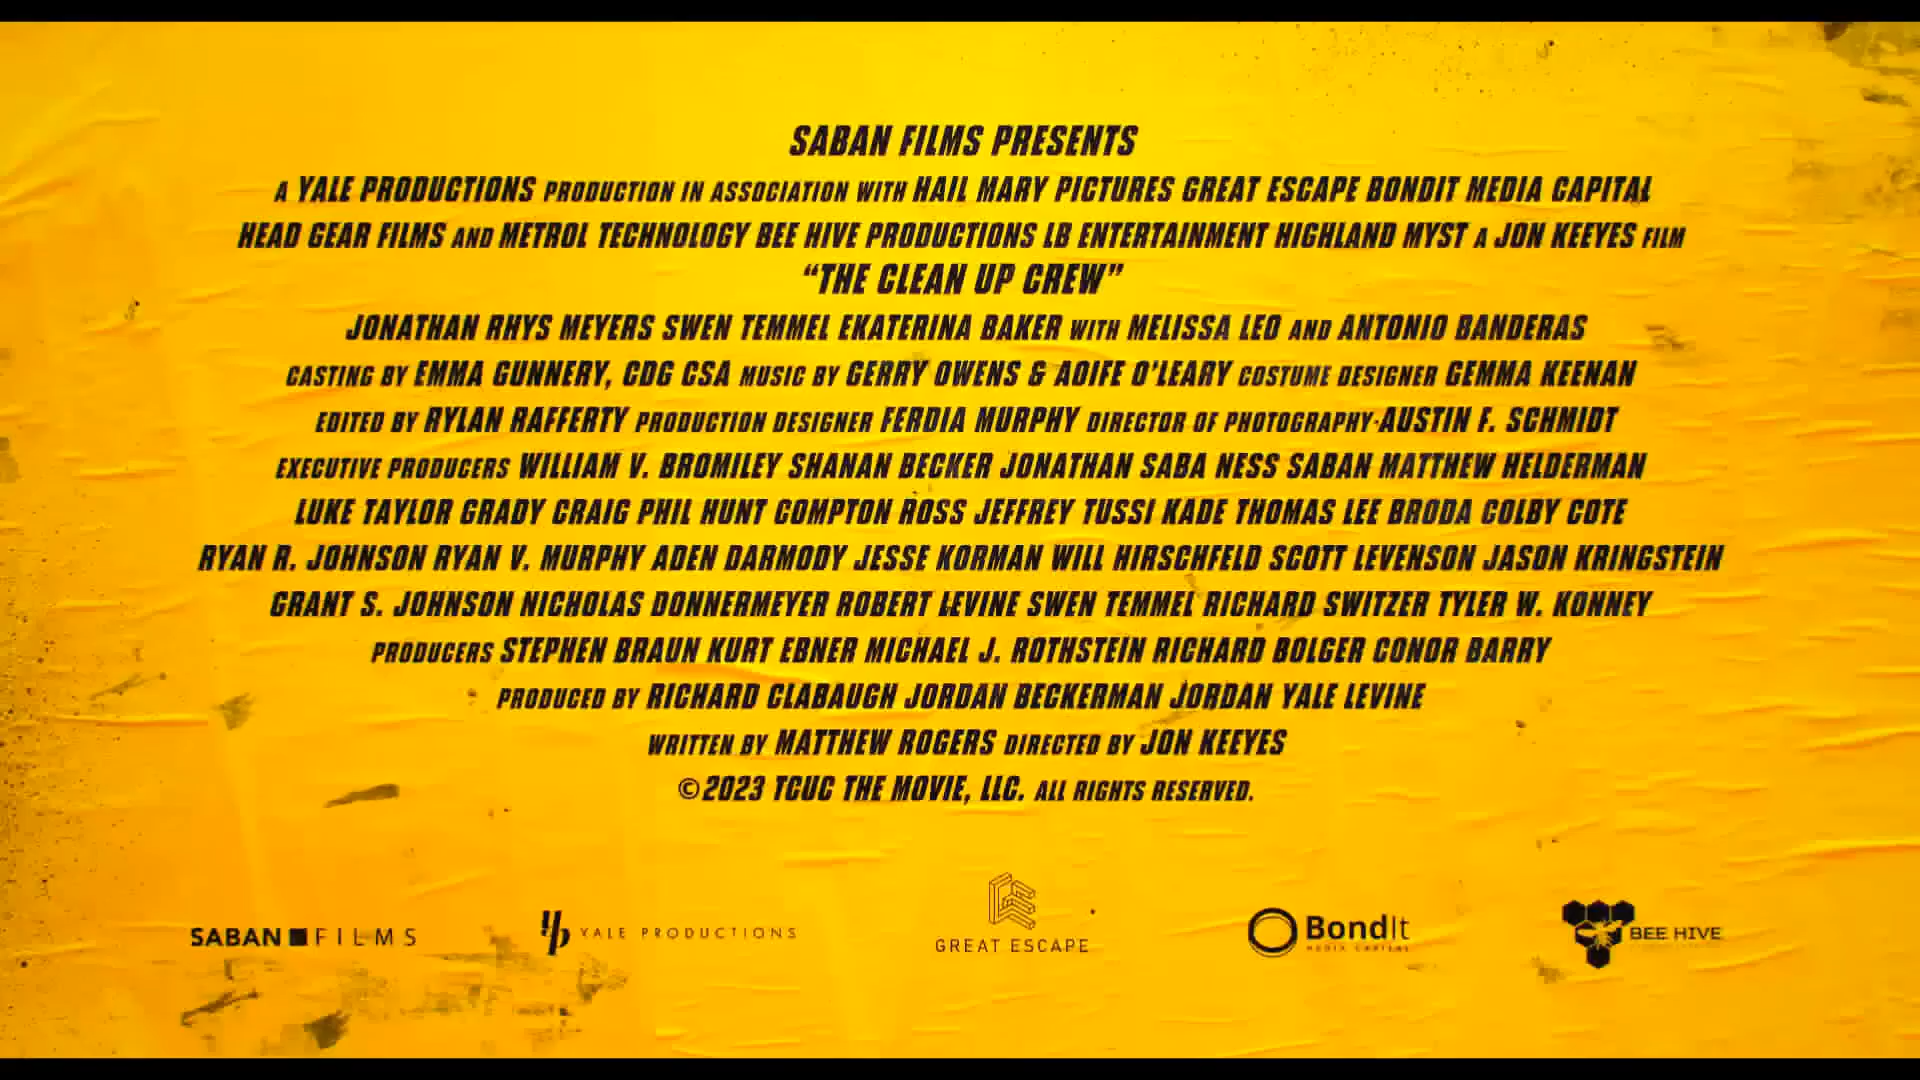 SABAN FILMS PRESENTS
A YALE PRODUCTIONS PRODUCTION IN ASSOCIATION WITH HAIL MARY PICTURES GREAT ESCAPE BONDIT MEDIA CAPITAL
HEAD GEAR FILMS AND METROL TECHNOLOGY BEE HIVE PRODUCTIONS LB ENTERTAINMENT HIGHLAND MYST A JON KEEYES FILM
“THE CLEAN UP CREW”
JONATHAN RHYS MEYERS SWEN TEMMEL EKATERINA BAKER WITH MELISSA LEO AND ANTONIO BANDERAS
CASTING BY EMMA GUNNERY, CDG CSA MUSIC BY GERRY OWENS & AOIFE O'LEARY COSTUME DESIGNER GEMMA KEENAN
EDITED BY RYLAN RAFFERTY PRODUCTION DESIGNER FERDIA MURPHY DIRECTOR OF PHOTOGRAPHY AUSTIN F. SCHMIDT
EXECUTIVE PRODUCERS WILLIAM V. BROMILEY SHANAN BECKER JONATHAN SABA NESS SABAN MATTHEW HELDERMAN
LUKE TAYLOR GRADY CRAIG PHIL HUNT COMPTON ROSS JEFFREY TUSSI KADE THOMAS LEE BRODA COLBY COTE
RYAN R. JOHNSON RYAN V. MURPHY ADEN DARMODY JESSE KORMAN WILL HIRSCHFELD SCOTT LEVENSON JASON KRINGSTEIN
GRANT S. JOHNSON NICHOLAS DONNERMEYER ROBERT LEVINE SWEN TEMMEL RICHARD SWITZER TYLER W. KONNEY
PRODUCERS STEPHEN BRAUN KURT EBNER MICHAEL J. ROTHSTEIN RICHARD BOLGER CONOR BARRY
PRODUCED BY RICHARD CLABAUGH JORDAN BECKERMAN JORDAN YALE LEVINE
WRITTEN BY MATTHEW ROGERS DIRECTED BY JON KEEYES
©2023 TCUC THE MOVIE, LLC. ALL RIGHTS RESERVED.
SABAN FILMS
yp YALE PRODUCTIONS
GREAT ESCAPE
BondIt
MEDIA CAPITAL
BEE HIVE